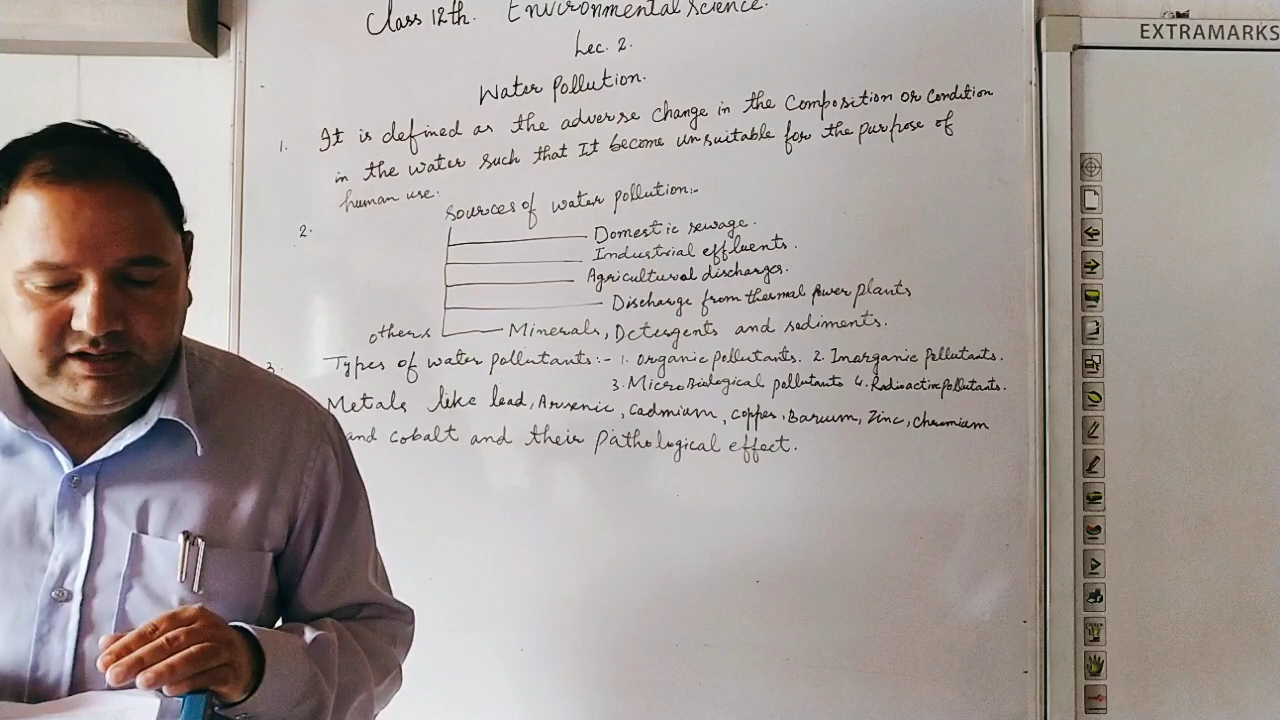 Class 12th. Environmental Science.
Lec. 2.
Water Pollution.
1. It is defined as the adverse change in the Composition or Condition
in the water such that It become unsuitable for the purpose of
human use.
2. Sources of water pollution:-
Domestic sewage.
Industrial effluents.
Agricultural discharges.
Discharge from thermal power plants
others Minerals, Detergents and sediments.
3. Types of water pollutants:- 1. organic pollutants. 2. Inorganic Pollutants.
3. MicroBiological pollutants 4. Radioactive Pollutants.
Metals like lead, Arsenic, Cadmium, Copper, Barium, Zinc, Chromium
and cobalt and their Pathological effect.
EXTRAMARKS